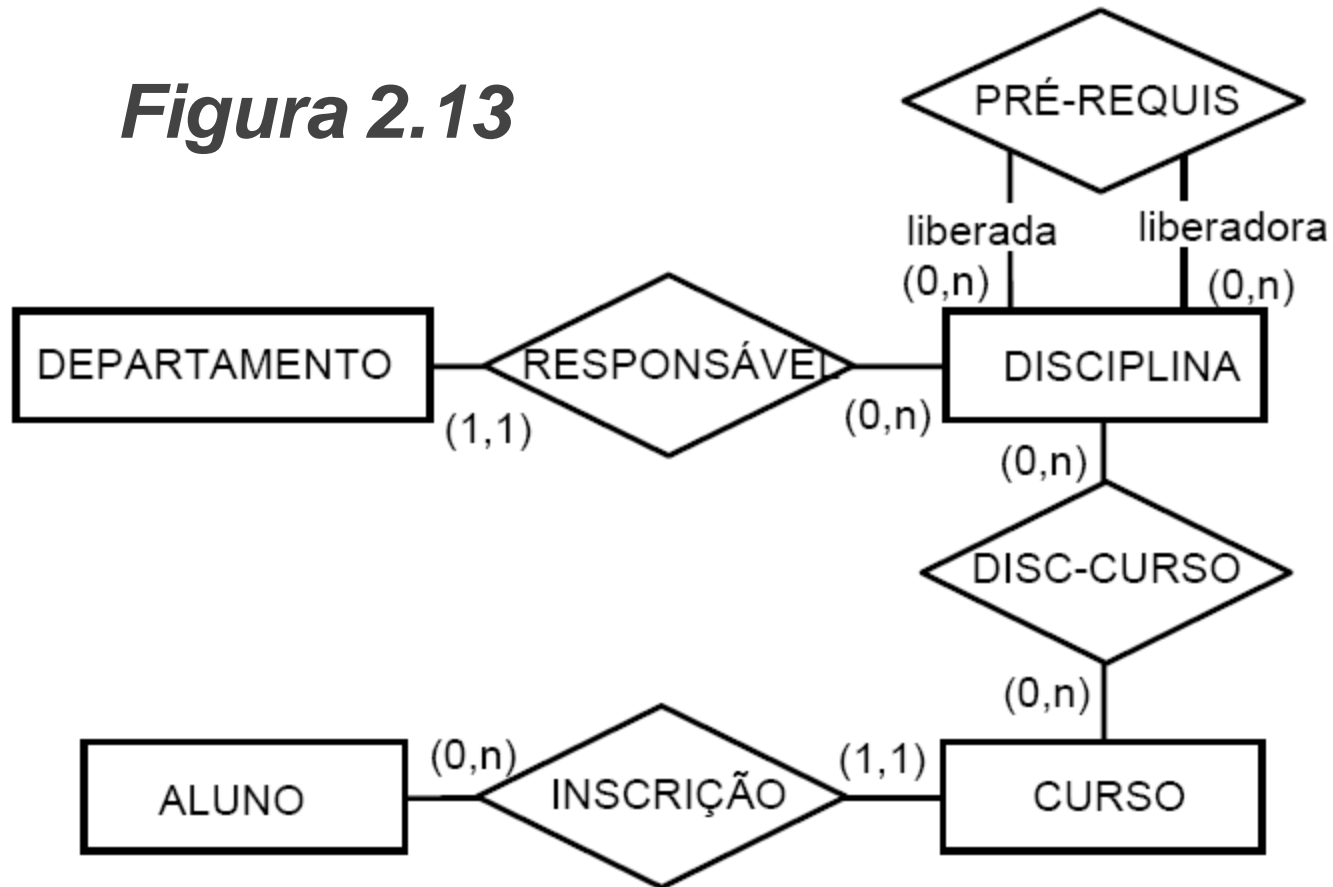 Figura 2.13
PRÉ-REQUIS
liberada
liberadora
(0,n)
(0,n)
DEPARTAMENTO
RESPONSÁVEL
DISCIPLINA
(1,1)
(0,n)
(0,n)
DISC-CURSO
(0,n)
ALUNO
(0,n)
INSCRIÇÃO
(1,1)
CURSO